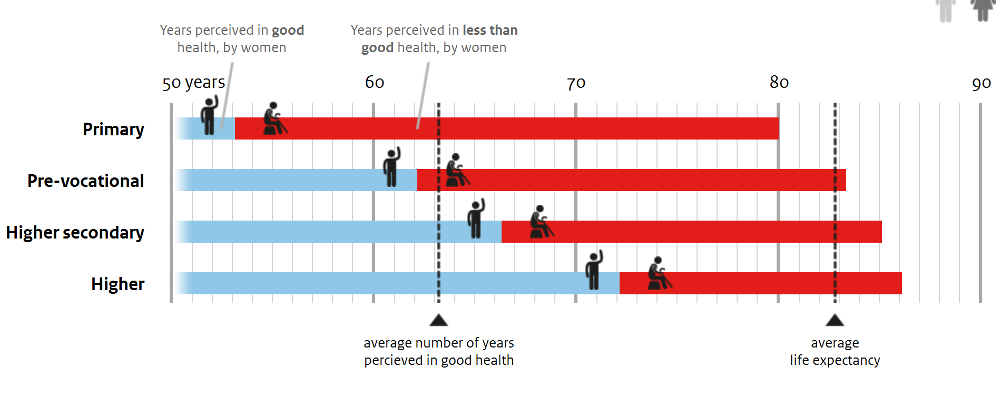 Years perceived in good
health, by women
Years perceived in less than
good health, by women
50 years
60
70
80
90
Primary
Pre-vocational
Higher secondary
Higher
average number of years
percieved in good health
average
life expectancy